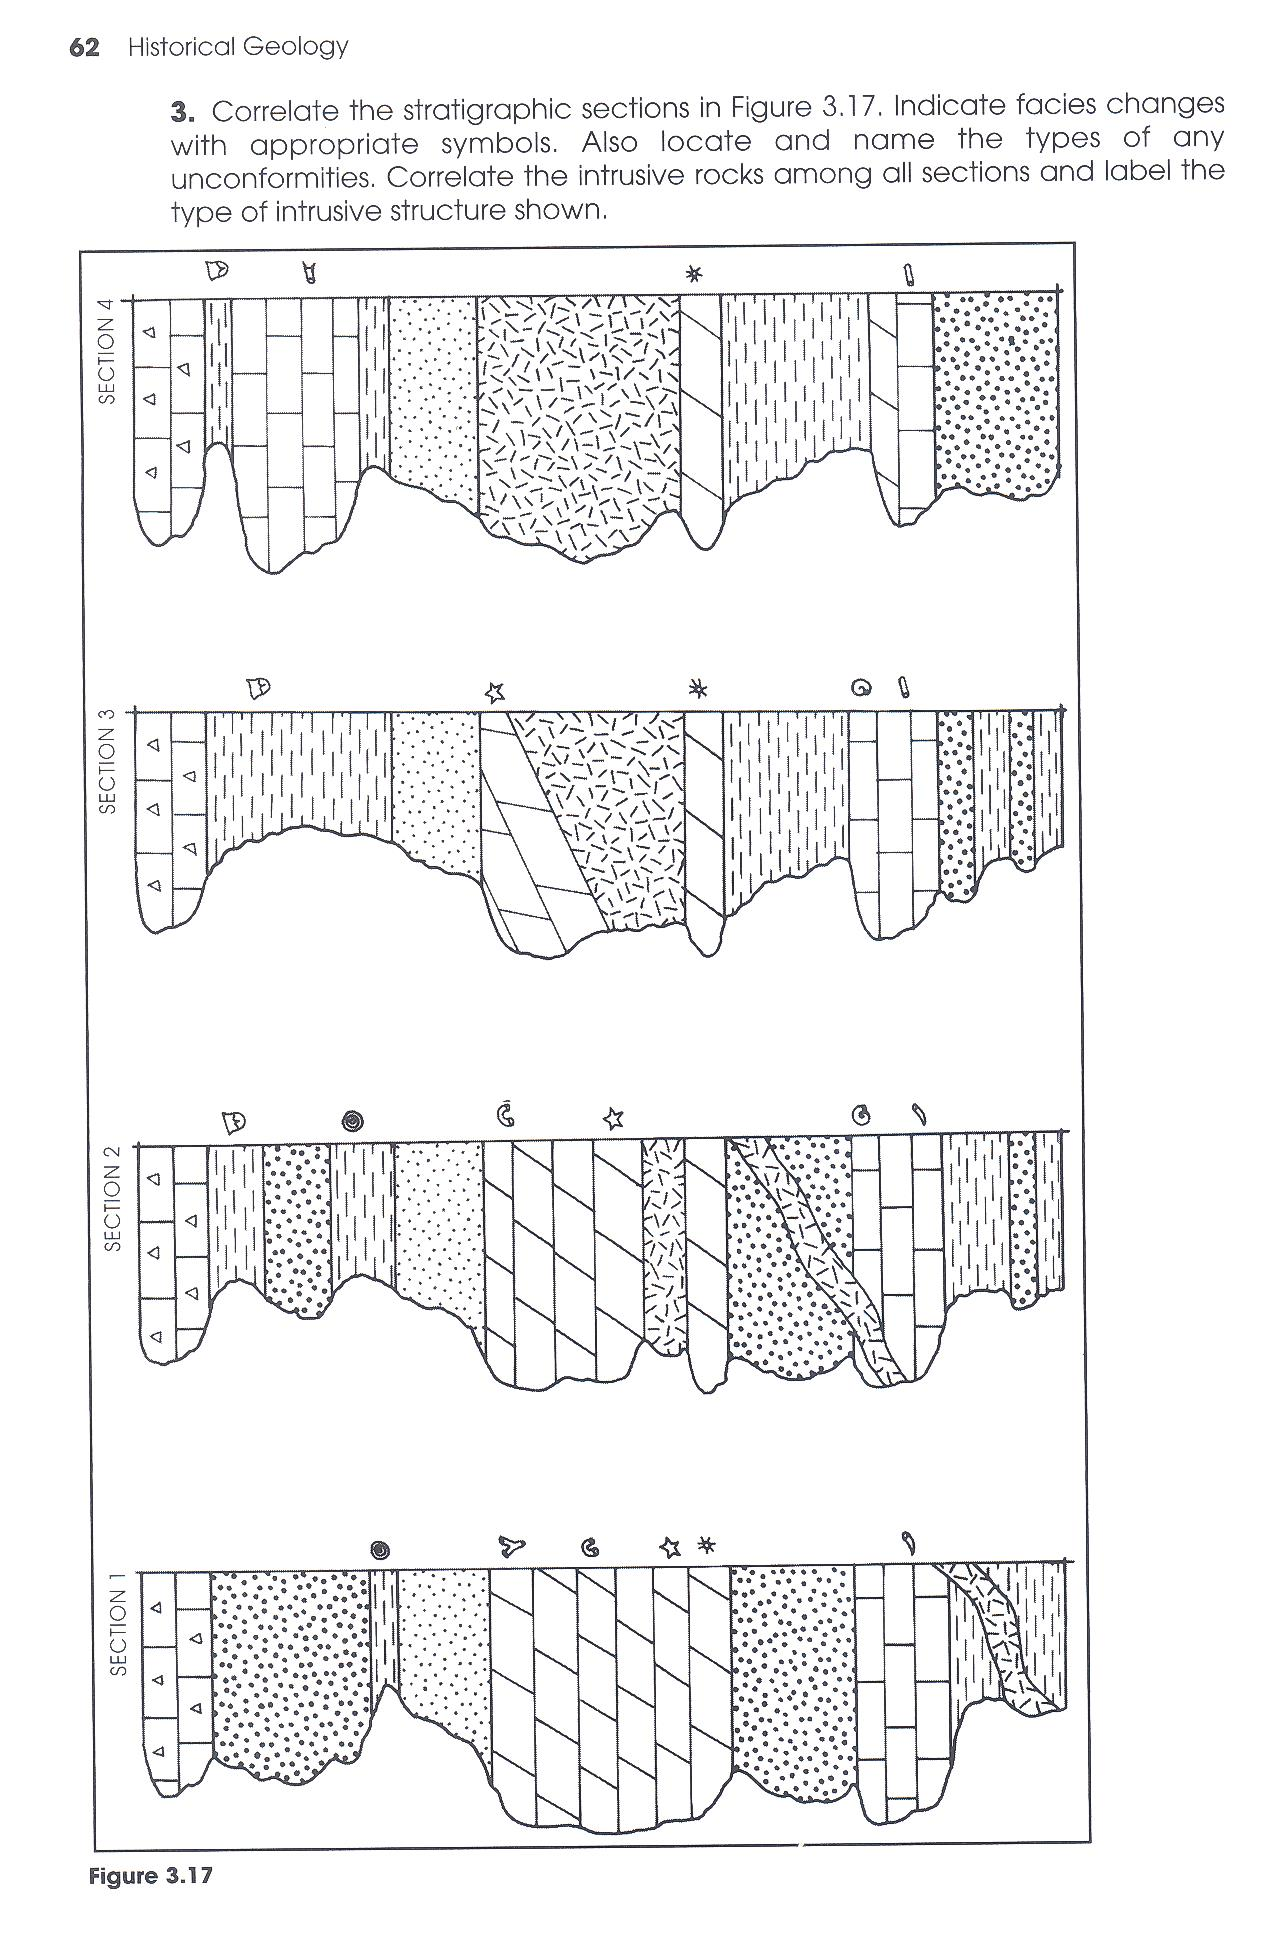 62 Historical Geology
3. Correlate the stratigraphic sections in Figure 3.17. Indicate facies changes
with appropriate symbols. Also locate and name the types of any
unconformities. Correlate the intrusive rocks among all sections and label the
type of intrusive structure shown.
SECTION 4
SECTION 3
SECTION 2
SECTION 1
Figure 3.17